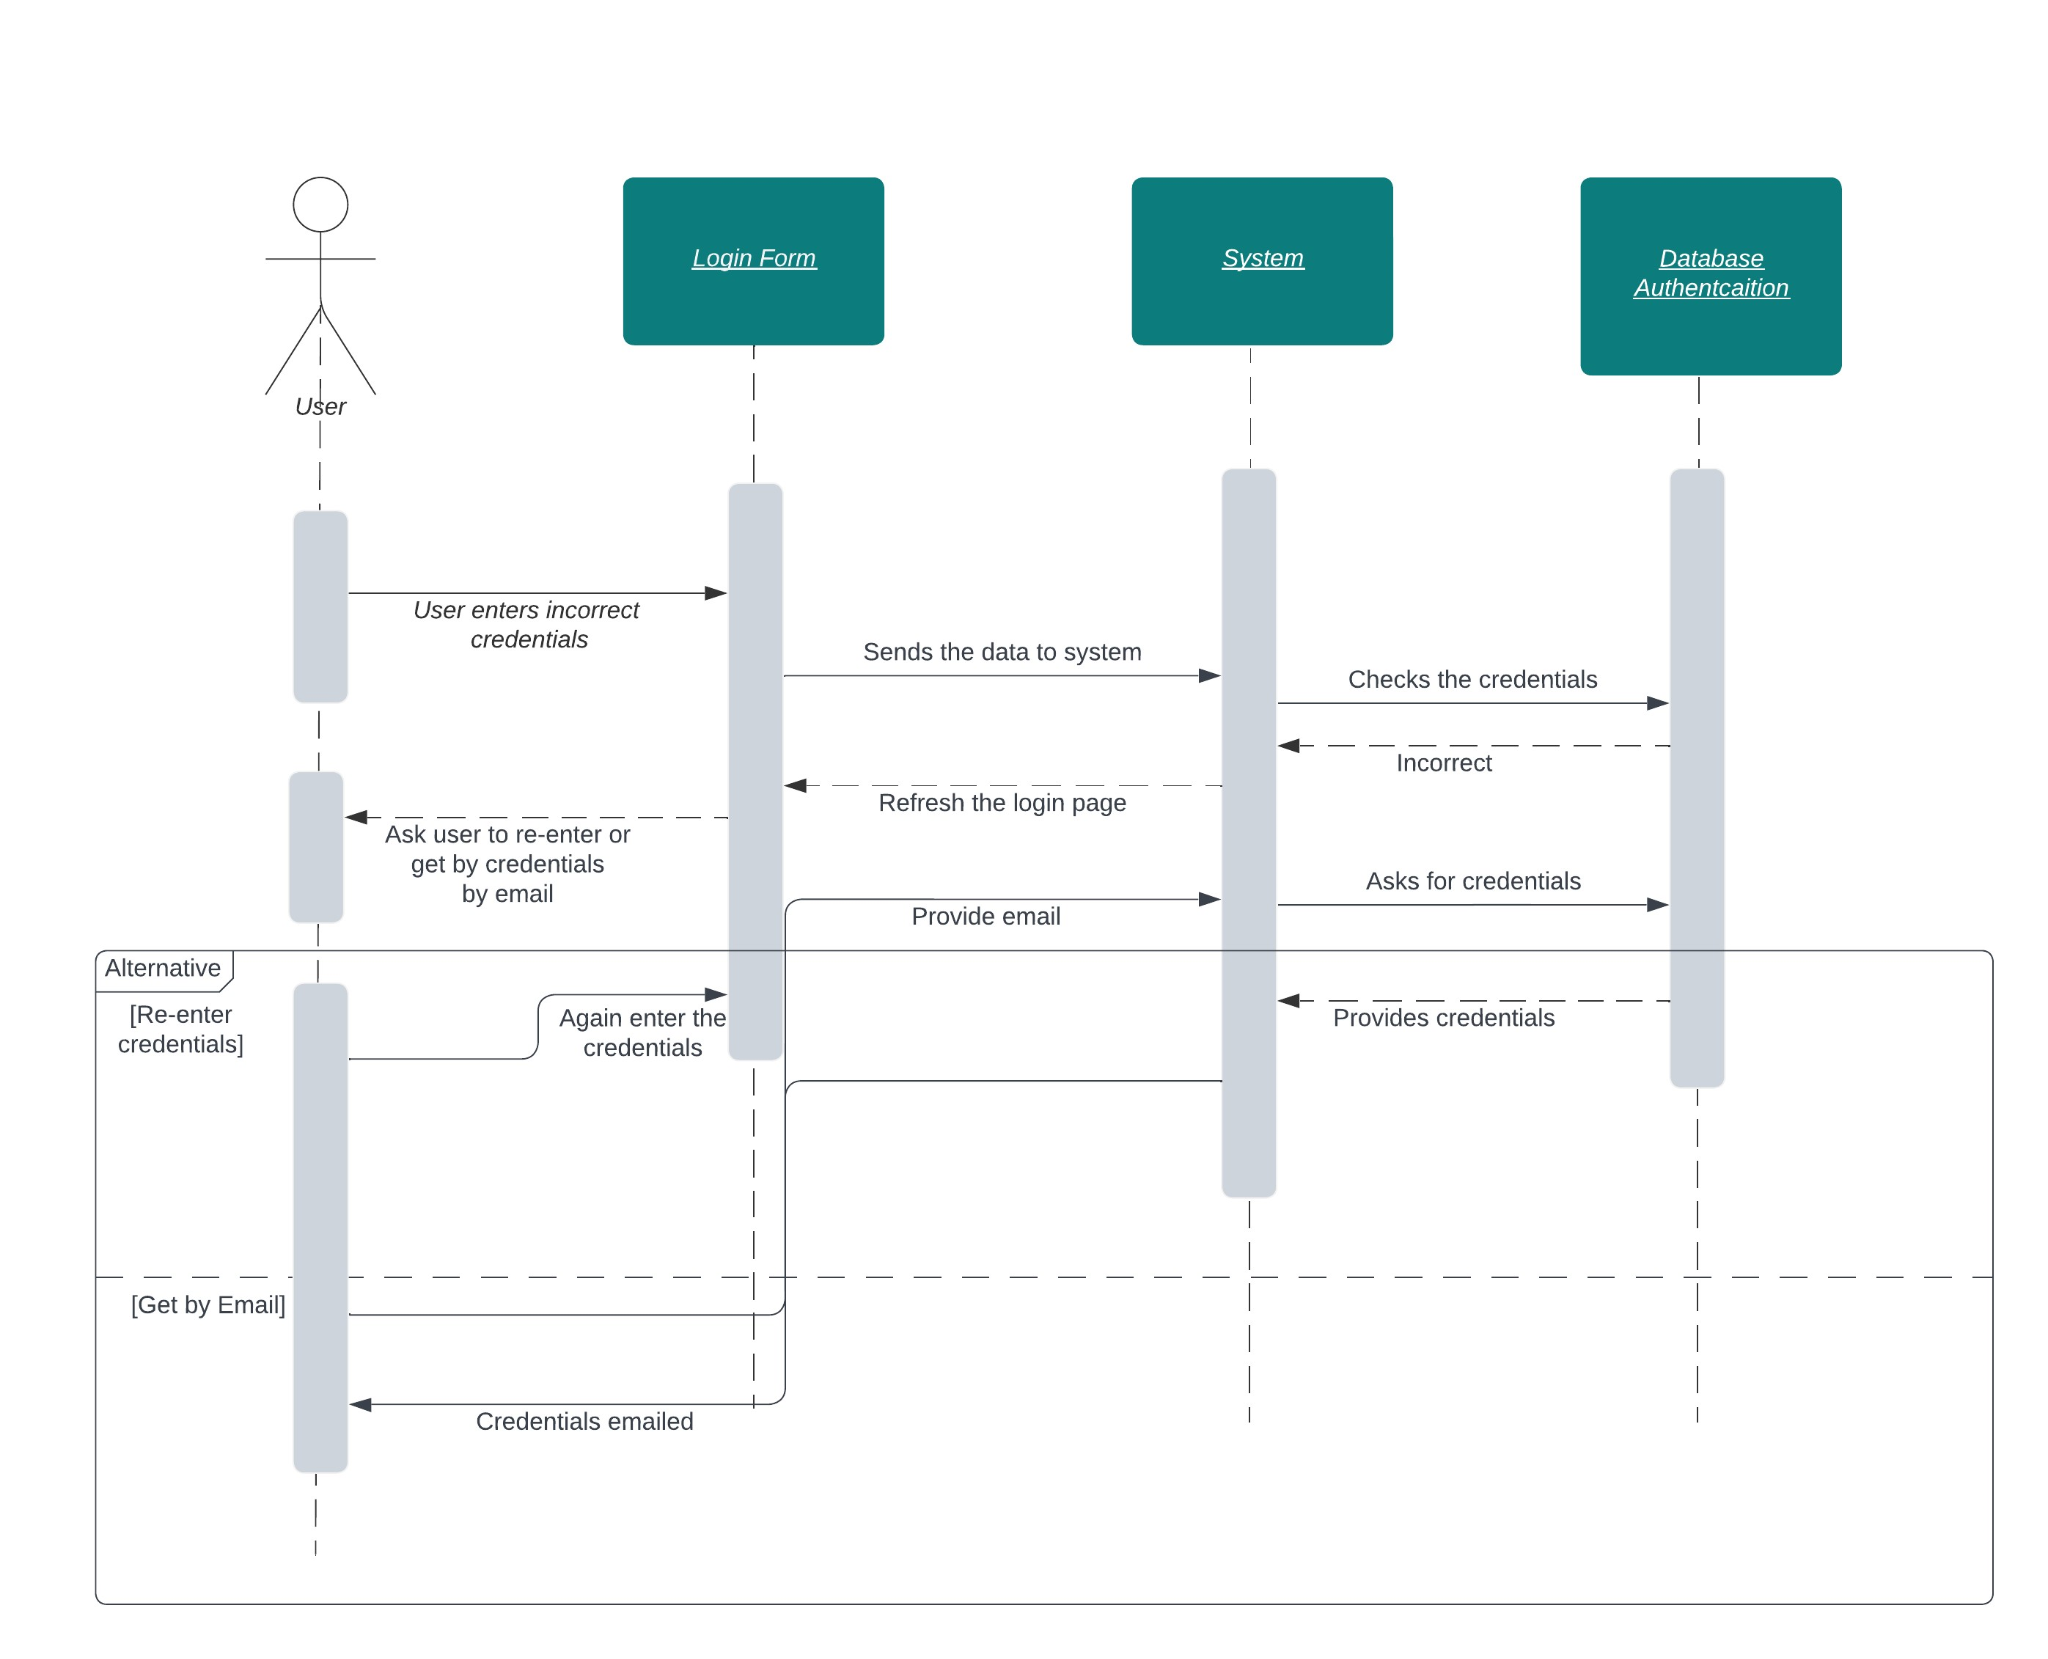 Login Form
System
Database
Authentcaition
User
User enters incorrect
credentials
Sends the data to system
Checks the credentials
Incorrect
Refresh the login page
Ask user to re-enter or
get by credentials
by email
Asks for credentials
Provide email
Alternative
[Re-enter
credentials]
Again enter the
credentials
Provides credentials
[Get by Email]
Credentials emailed